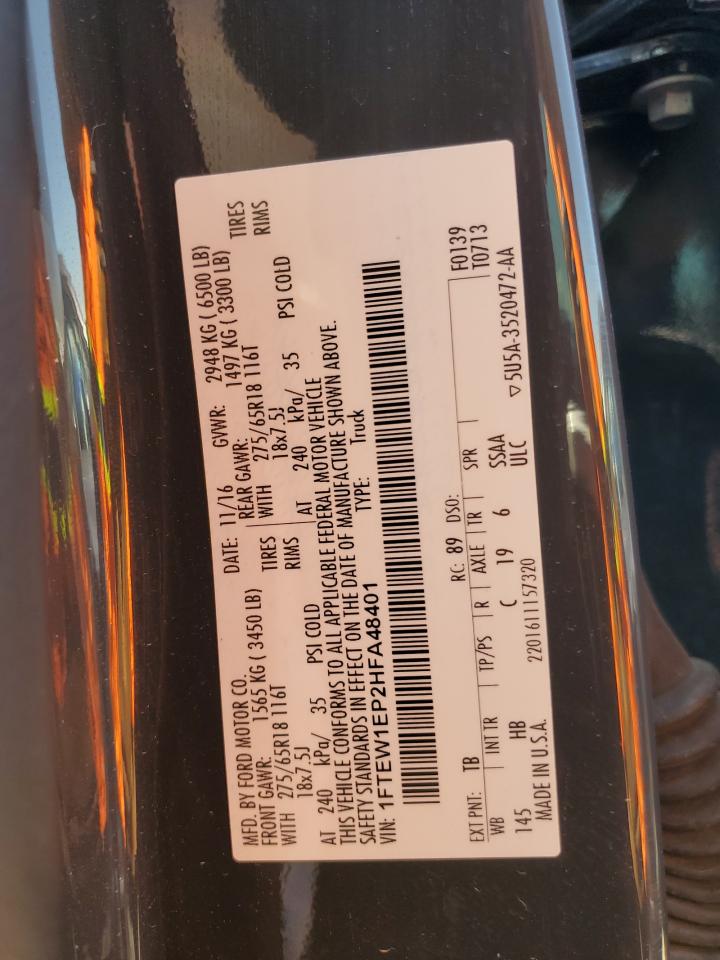 MFD. BY FORD MOTOR CO.
DATE: 11/16 GVWR: 2948 KG ( 6500 LB)
FRONT GAWR: 1565 KG ( 3450 LB) REAR GAWR: 1497 KG ( 3300 LB)
WITH 275/65R18 116T TIRES WITH 275/65R18 116T TIRES
18x7.5J RIMS 18x7.5J RIMS
AT 240 kPa/ 35 PSI COLD AT 240 kPa/ 35 PSI COLD
THIS VEHICLE CONFORMS TO ALL APPLICABLE FEDERAL MOTOR VEHICLE
SAFETY STANDARDS IN EFFECT ON THE DATE OF MANUFACTURE SHOWN ABOVE.
VIN: 1FTEW1EP2HFA48401 TYPE: Truck
F0139
EXT PNT: TB RC: 89 DSO: T0713
WB INT TR TP/PS R AXLE TR SPR
145 HB C 19 6 SSAA
ULC
MADE IN U.S.A. 2201611157320 ▽5U5A-3520472-AA